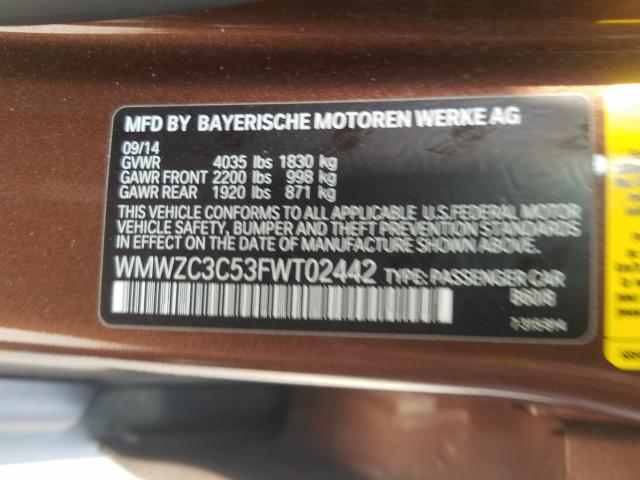 MFD BY BAYERISCHE MOTOREN WERKE AG
09/14
GVWR 4035 lbs 1830 kg
GAWR FRONT 2200 lbs 998 kg
GAWR REAR 1920 lbs 871 kg
THIS VEHICLE CONFORMS TO ALL APPLICABLE U.S.FEDERAL MOTOR
VEHICLE SAFETY, BUMPER AND THEFT PREVENTION STANDARDS
IN EFFECT ON THE DATE OF MANUFACTURE SHOWN ABOVE.
WMWZC3C53FWT02442 TYPE: PASSENGER CAR